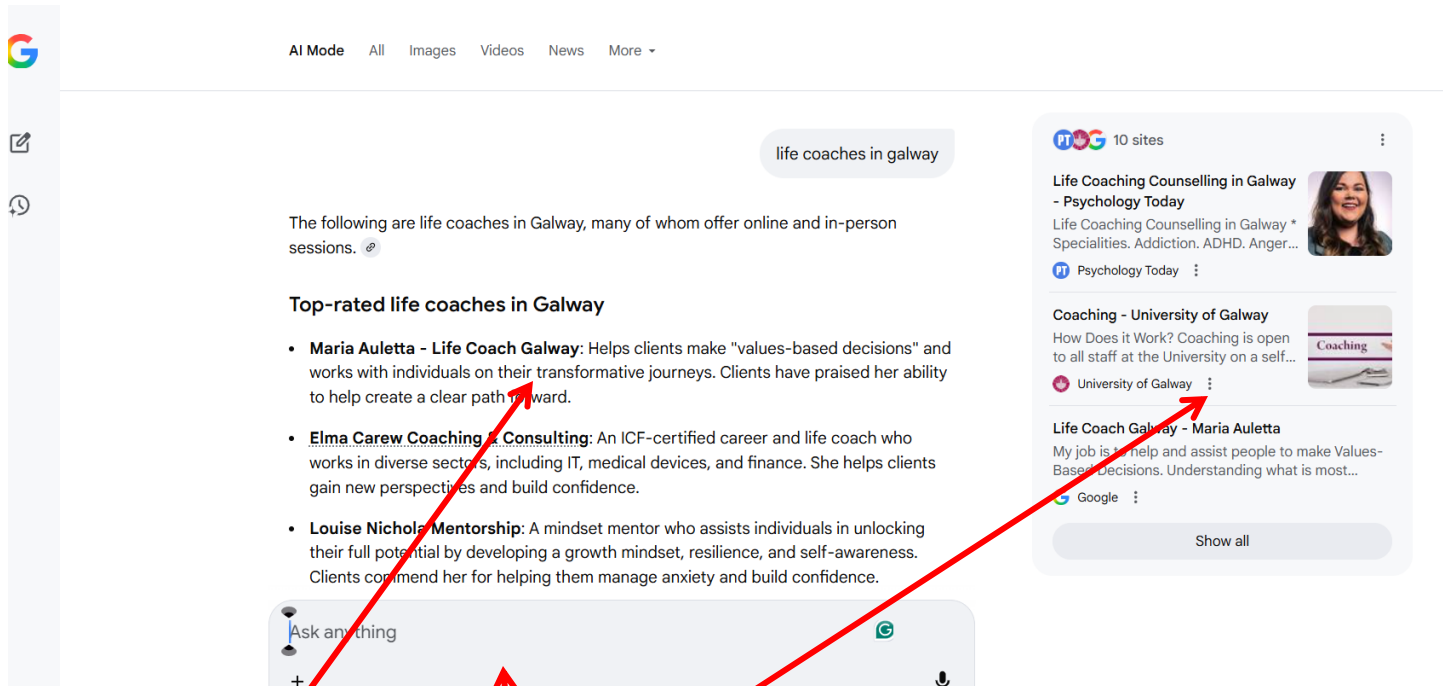 AI Mode All Images Videos News More
life coaches in galway
The following are life coaches in Galway, many of whom offer online and in-person
sessions.
Top-rated life coaches in Galway
• Maria Auletta - Life Coach Galway: Helps clients make "values-based decisions" and
works with individuals on their transformative journeys. Clients have praised her ability
to help create a clear path forward.
• Elma Carew Coaching & Consulting: An ICF-certified career and life coach who
works in diverse sectors, including IT, medical devices, and finance. She helps clients
gain new perspectives and build confidence.
• Louise Nichola Mentorship: A mindset mentor who assists individuals in unlocking
their full potential by developing a growth mindset, resilience, and self-awareness.
Clients commend her for helping them manage anxiety and build confidence.
Ask anything
10 sites
Life Coaching Counselling in Galway
- Psychology Today
Life Coaching Counselling in Galway *
Specialities. Addiction. ADHD. Anger...
PT Psychology Today
Coaching - University of Galway
How Does it Work? Coaching is open
to all staff at the University on a self...
University of Galway
Coaching
Life Coach Galway - Maria Auletta
My job is to help and assist people to make Values-
Based Decisions. Understanding what is most...
Google
Show all